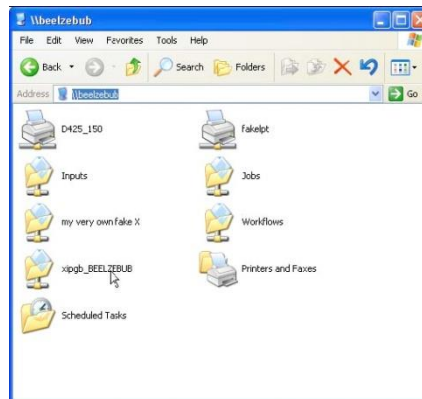 \\beelzebub
File Edit View Favorites Tools Help
Back Search Folders
Address \\beelzebub Go
D425_150 fakelpt
Inputs Jobs
my very own fake X Workflows
xipgb_BEELZEBUB Printers and Faxes
Scheduled Tasks